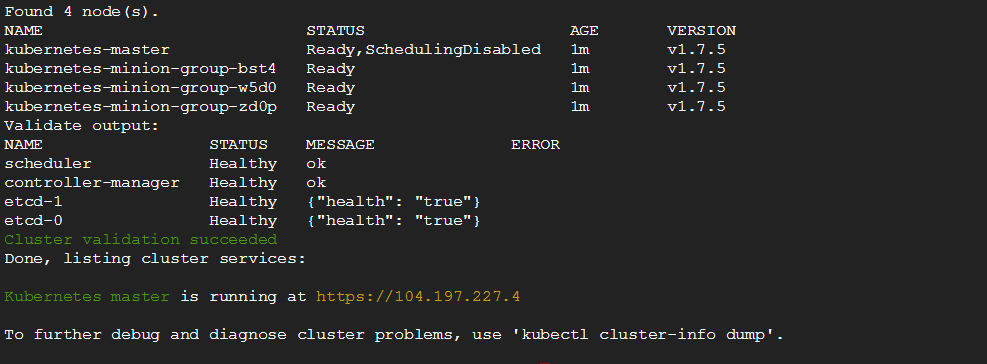 Found 4 node(s).
NAME                           STATUS                     AGE       VERSION
kubernetes-master              Ready,SchedulingDisabled   1m        v1.7.5
kubernetes-minion-group-bst4   Ready                      1m        v1.7.5
kubernetes-minion-group-w5d0   Ready                      1m        v1.7.5
kubernetes-minion-group-zd0p   Ready                      1m        v1.7.5
Validate output:
NAME                 STATUS    MESSAGE              ERROR
scheduler            Healthy   ok
controller-manager   Healthy   ok
etcd-1               Healthy   {"health": "true"}
etcd-0               Healthy   {"health": "true"}
Cluster validation succeeded
Done, listing cluster services:
Kubernetes master is running at https://104.197.227.4
To further debug and diagnose cluster problems, use 'kubectl cluster-info dump'.